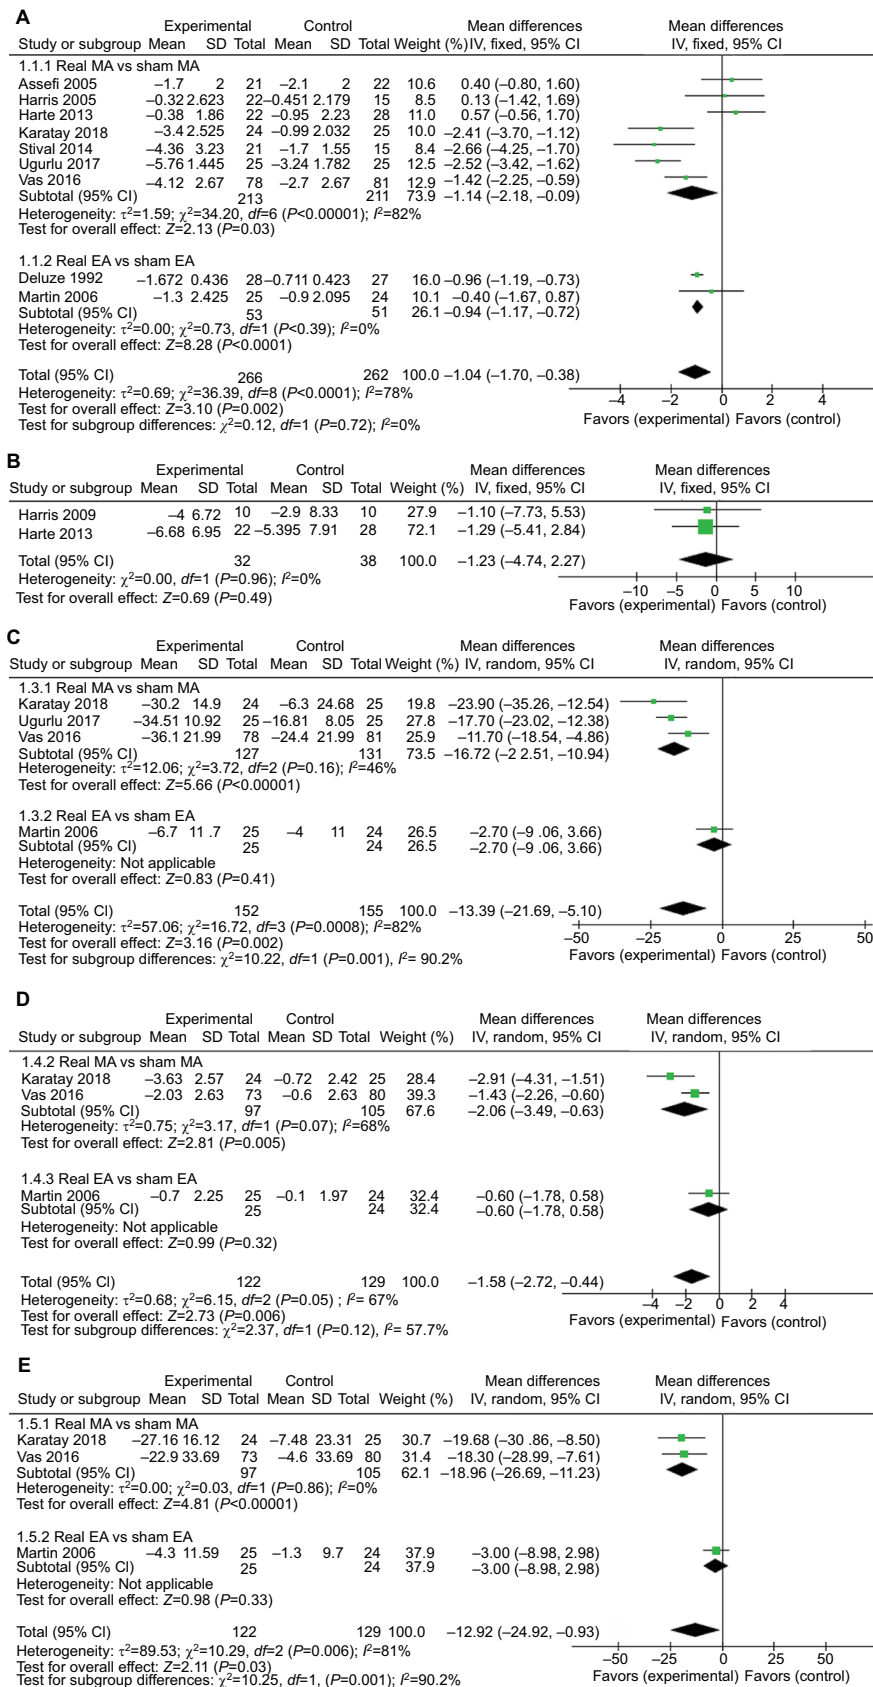 A
Experimental Control Mean differences Mean differences
Study or subgroup Mean SD Total Mean SD Total Weight (%) IV, fixed, 95% CI IV, fixed, 95% CI
1.1.1 Real MA vs sham MA
Assefi 2005 –1.7 2 21 –2.1 2 22 10.6 0.40 (–0.80, 1.60)
Harris 2005 –0.32 2.623 22 –0.451 2.179 15 8.5 0.13 (–1.42, 1.69)
Harte 2013 –0.38 1.86 22 –0.95 2.23 28 11.0 0.57 (–0.56, 1.70)
Karatay 2018 –3.4 2.525 24 –0.99 2.032 25 10.0 –2.41 (–3.70, –1.12)
Stival 2014 –4.36 3.23 21 –1.7 1.55 15 8.4 –2.66 (–4.25, –1.70)
Ugurlu 2017 –5.76 1.445 25 –3.24 1.782 25 12.5 –2.52 (–3.42, –1.62)
Vas 2016 –4.12 2.67 78 –2.7 2.67 81 12.9 –1.42 (–2.25, –0.59)
Subtotal (95% CI) 213 211 73.9 –1.14 (–2.18, –0.09)
Heterogeneity: τ²=1.59; χ²=34.20, df=6 (P<0.00001); I²=82%
Test for overall effect: Z=2.13 (P=0.03)
1.1.2 Real EA vs sham EA
Deluze 1992 –1.672 0.436 28 –0.711 0.423 27 16.0 –0.96 (–1.19, –0.73)
Martin 2006 –1.3 2.425 25 –0.9 2.095 24 10.1 –0.40 (–1.67, 0.87)
Subtotal (95% CI) 53 51 26.1 –0.94 (–1.17, –0.72)
Heterogeneity: τ²=0.00; χ²=0.73, df=1 (P<0.39); I²=0%
Test for overall effect: Z=8.28 (P<0.0001)
Total (95% CI) 266 262 100.0 –1.04 (–1.70, –0.38)
Heterogeneity: τ²=0.69; χ²=36.39, df=8 (P<0.0001); I²=78%
Test for overall effect: Z=3.10 (P=0.002)
Test for subgroup differences: χ²=0.12, df=1 (P=0.72); I²=0%
–4 –2 0 2 4
Favors (experimental) Favors (control)
B
Experimental Control Mean differences Mean differences
Study or subgroup Mean SD Total Mean SD Total Weight (%) IV, fixed, 95% CI IV, fixed, 95% CI
Harris 2009 –4 6.72 10 –2.9 8.33 10 27.9 –1.10 (–7.73, 5.53)
Harte 2013 –6.68 6.95 22 –5.395 7.91 28 72.1 –1.29 (–5.41, 2.84)
Total (95% CI) 32 38 100.0 –1.23 (–4.74, 2.27)
Heterogeneity: χ²=0.00, df=1 (P=0.96); I²=0%
Test for overall effect: Z=0.69 (P=0.49)
–10 –5 0 5 10
Favors (experimental) Favors (control)
C
Experimental Control Mean differences Mean differences
Study or subgroup Mean SD Total Mean SD Total Weight (%) IV, random, 95% CI IV, random, 95% CI
1.3.1 Real MA vs sham MA
Karatay 2018 –30.2 14.9 24 –6.3 24.68 25 19.8 –23.90 (–35.26, –12.54)
Ugurlu 2017 –34.51 10.92 25 –16.81 8.05 25 27.8 –17.70 (–23.02, –12.38)
Vas 2016 –36.1 21.99 78 –24.4 21.99 81 25.9 –11.70 (–18.54, –4.86)
Subtotal (95% CI) 127 131 73.5 –16.72 (–2 2.51, –10.94)
Heterogeneity: τ²=12.06; χ²=3.72, df=2 (P=0.16); I²=46%
Test for overall effect: Z=5.66 (P<0.00001)
1.3.2 Real EA vs sham EA
Martin 2006 –6.7 11 .7 25 –4 11 24 26.5 –2.70 (–9 .06, 3.66)
Subtotal (95% CI) 25 24 26.5 –2.70 (–9 .06, 3.66)
Heterogeneity: Not applicable
Test for overall effect: Z=0.83 (P=0.41)
Total (95% CI) 152 155 100.0 –13.39 (–21.69, –5.10)
Heterogeneity: τ²=57.06; χ²=16.72, df=3 (P=0.0008); I²=82%
Test for overall effect: Z=3.16 (P=0.002)
Test for subgroup differences: χ²=10.22, df=1 (P=0.001), I²= 90.2%
–50 –25 0 25 50
Favors (experimental) Favors (control)
D
Experimental Control Mean differences Mean differences
Study or subgroup Mean SD Total Mean SD Total Weight (%) IV, random, 95% CI IV, random, 95% CI
1.4.2 Real MA vs sham MA
Karatay 2018 –3.63 2.57 24 –0.72 2.42 25 28.4 –2.91 (–4.31, –1.51)
Vas 2016 –2.03 2.63 73 –0.6 2.63 80 39.3 –1.43 (–2.26, –0.60)
Subtotal (95% CI) 97 105 67.6 –2.06 (–3.49, –0.63)
Heterogeneity: τ²=0.75; χ²=3.17, df=1 (P=0.07); I²=68%
Test for overall effect: Z=2.81 (P=0.005)
1.4.3 Real EA vs sham EA
Martin 2006 –0.7 2.25 25 –0.1 1.97 24 32.4 –0.60 (–1.78, 0.58)
Subtotal (95% CI) 25 24 32.4 –0.60 (–1.78, 0.58)
Heterogeneity: Not applicable
Test for overall effect: Z=0.99 (P=0.32)
Total (95% CI) 122 129 100.0 –1.58 (–2.72, –0.44)
Heterogeneity: τ²=0.68; χ²=6.15, df=2 (P=0.05) ; I²= 67%
Test for overall effect: Z=2.73 (P=0.006)
Test for subgroup differences: χ²=2.37, df=1 (P=0.12), I²= 57.7%
–4 –2 0 2 4
Favors (experimental) Favors (control)
E
Experimental Control Mean differences Mean differences
Study or subgroup Mean SD Total Mean SD Total Weight (%) IV, random, 95% CI IV, random, 95% CI
1.5.1 Real MA vs sham MA
Karatay 2018 –27.16 16.12 24 –7.48 23.31 25 30.7 –19.68 (–30 .86, –8.50)
Vas 2016 –22.9 33.69 73 –4.6 33.69 80 31.4 –18.30 (–28.99, –7.61)
Subtotal (95% CI) 97 105 62.1 –18.96 (–26.69, –11.23)
Heterogeneity: τ²=0.00; χ²=0.03, df=1 (P=0.86); I²=0%
Test for overall effect: Z=4.81 (P<0.00001)
1.5.2 Real EA vs sham EA
Martin 2006 –4.3 11.59 25 –1.3 9.7 24 37.9 –3.00 (–8.98, 2.98)
Subtotal (95% CI) 25 24 37.9 –3.00 (–8.98, 2.98)
Heterogeneity: Not applicable
Test for overall effect: Z=0.98 (P=0.33)
Total (95% CI) 122 129 100.0 –12.92 (–24.92, –0.93)
Heterogeneity: τ²=89.53; χ²=10.29, df=2 (P=0.006); I²=81%
Test for overall effect: Z=2.11 (P=0.03)
Test for subgroup differences: χ²=10.25, df=1, (P=0.001); I²=90.2%
–50 –25 0 25 50
Favors (experimental) Favors (control)